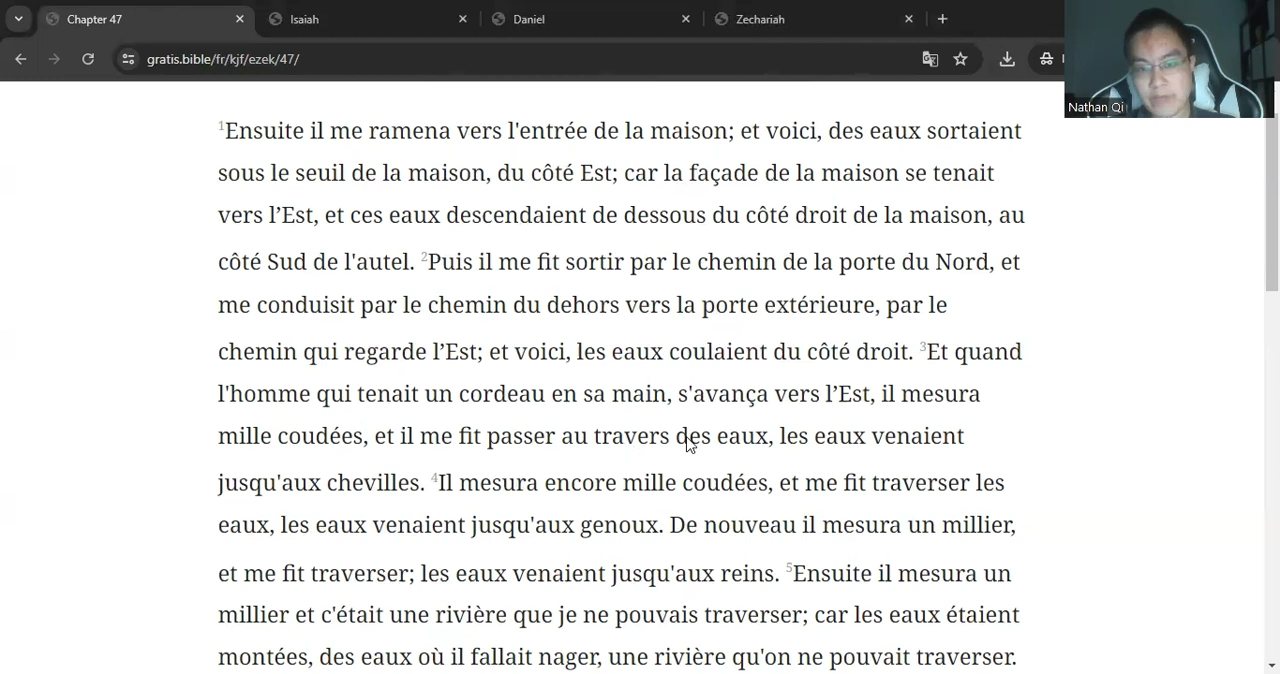 Chapter 47
Isaiah
Daniel
Zechariah
gratis.bible/fr/kjf/ezek/47/
Nathan Qi
1Ensuite il me ramena vers l'entrée de la maison; et voici, des eaux sortaient
sous le seuil de la maison, du côté Est; car la façade de la maison se tenait
vers l’Est, et ces eaux descendaient de dessous du côté droit de la maison, au
côté Sud de l'autel. 2Puis il me fit sortir par le chemin de la porte du Nord, et
me conduisit par le chemin du dehors vers la porte extérieure, par le
chemin qui regarde l’Est; et voici, les eaux coulaient du côté droit. 3Et quand
l'homme qui tenait un cordeau en sa main, s'avança vers l’Est, il mesura
mille coudées, et il me fit passer au travers des eaux, les eaux venaient
jusqu'aux chevilles. 4Il mesura encore mille coudées, et me fit traverser les
eaux, les eaux venaient jusqu'aux genoux. De nouveau il mesura un millier,
et me fit traverser; les eaux venaient jusqu'aux reins. 5Ensuite il mesura un
millier et c'était une rivière que je ne pouvais traverser; car les eaux étaient
montées, des eaux où il fallait nager, une rivière qu'on ne pouvait traverser.